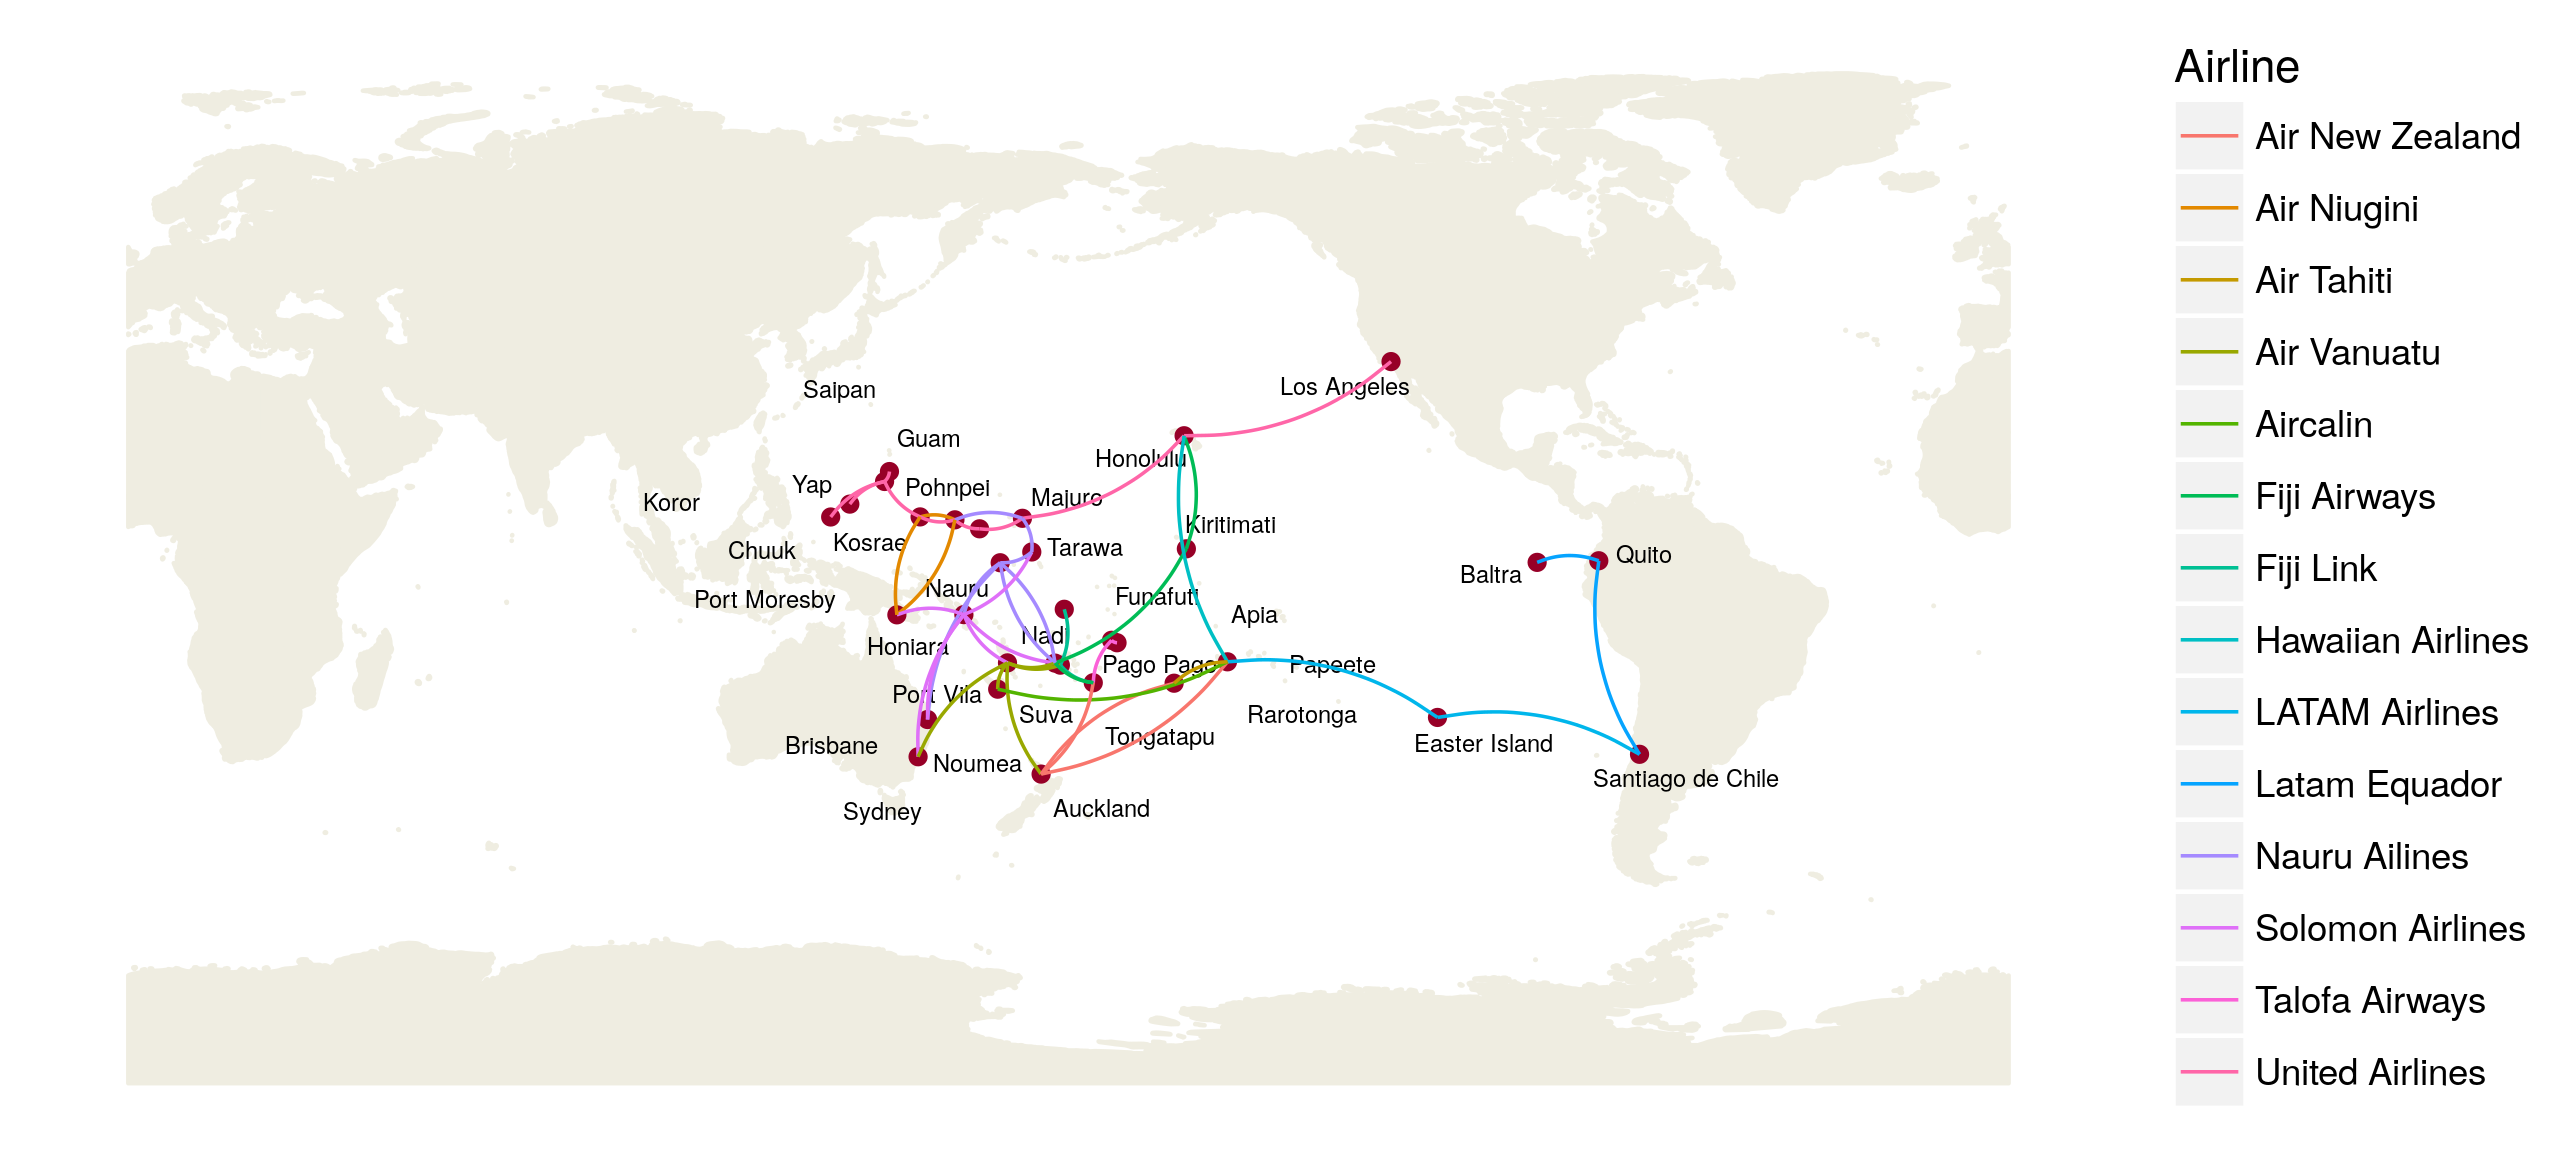 Saipan
Los Angeles
Guam
Honolulu
Yap
Pohnpei
Koror
Majuro
Kiritimati
Chuuk
Kosrae
Tarawa
Quito
Baltra
Port Moresby
Nauru
Funafuti
Apia
Honiara
Nadi
Pago Pago
Papeete
Port Vila
Suva
Rarotonga
Brisbane
Tongatapu
Easter Island
Noumea
Santiago de Chile
Sydney
Auckland
Airline
Air New Zealand
Air Niugini
Air Tahiti
Air Vanuatu
Aircalin
Fiji Airways
Fiji Link
Hawaiian Airlines
LATAM Airlines
Latam Equador
Nauru Ailines
Solomon Airlines
Talofa Airways
United Airlines